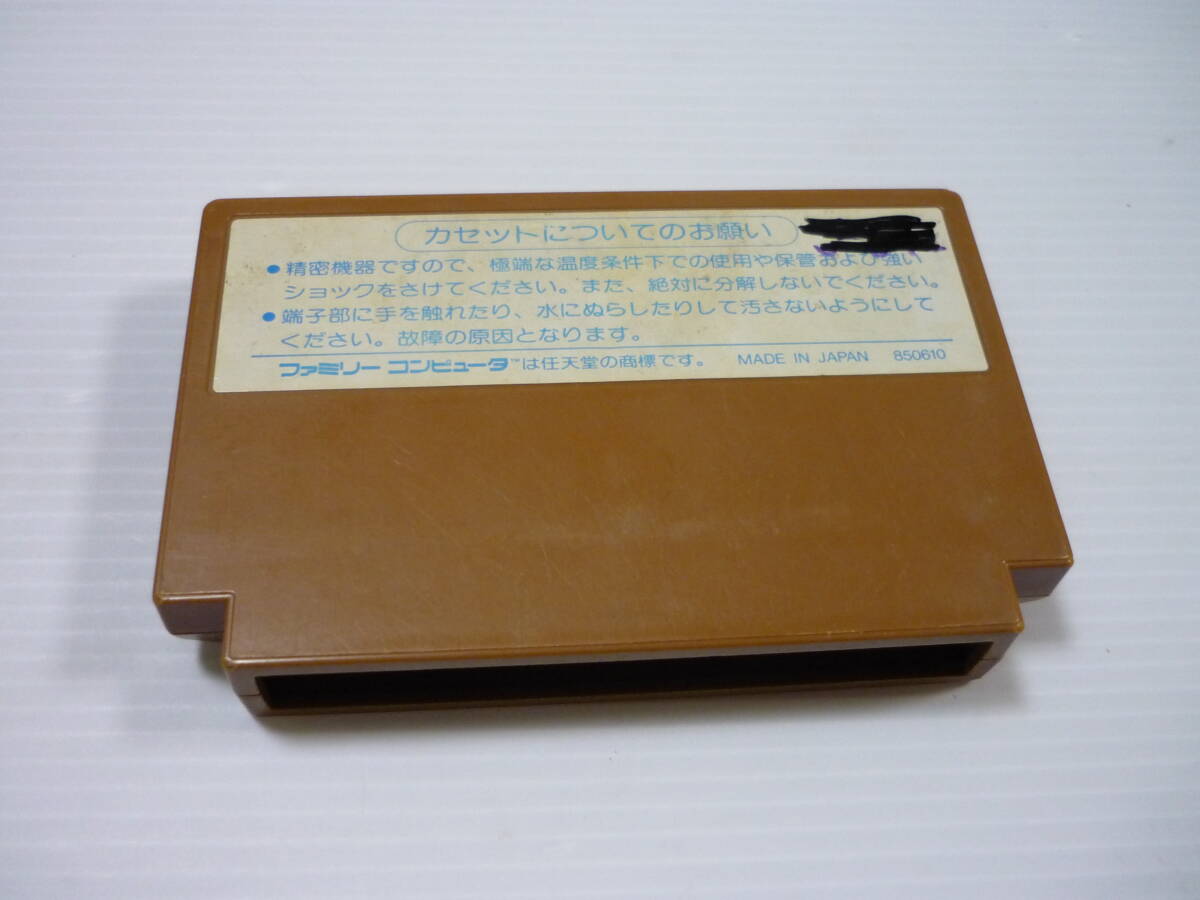 カセットについてのお願い
●精密機器ですので、極端な温度条件下での使用や保管および強い
ショックをさけてください。また、絶対に分解しないでください。
●端子部に手を触れたり、水にぬらしたりして汚さないようにして
ください。故障の原因となります。
ファミリー コンピュータ™は任天堂の商標です。 MADE IN JAPAN 850610